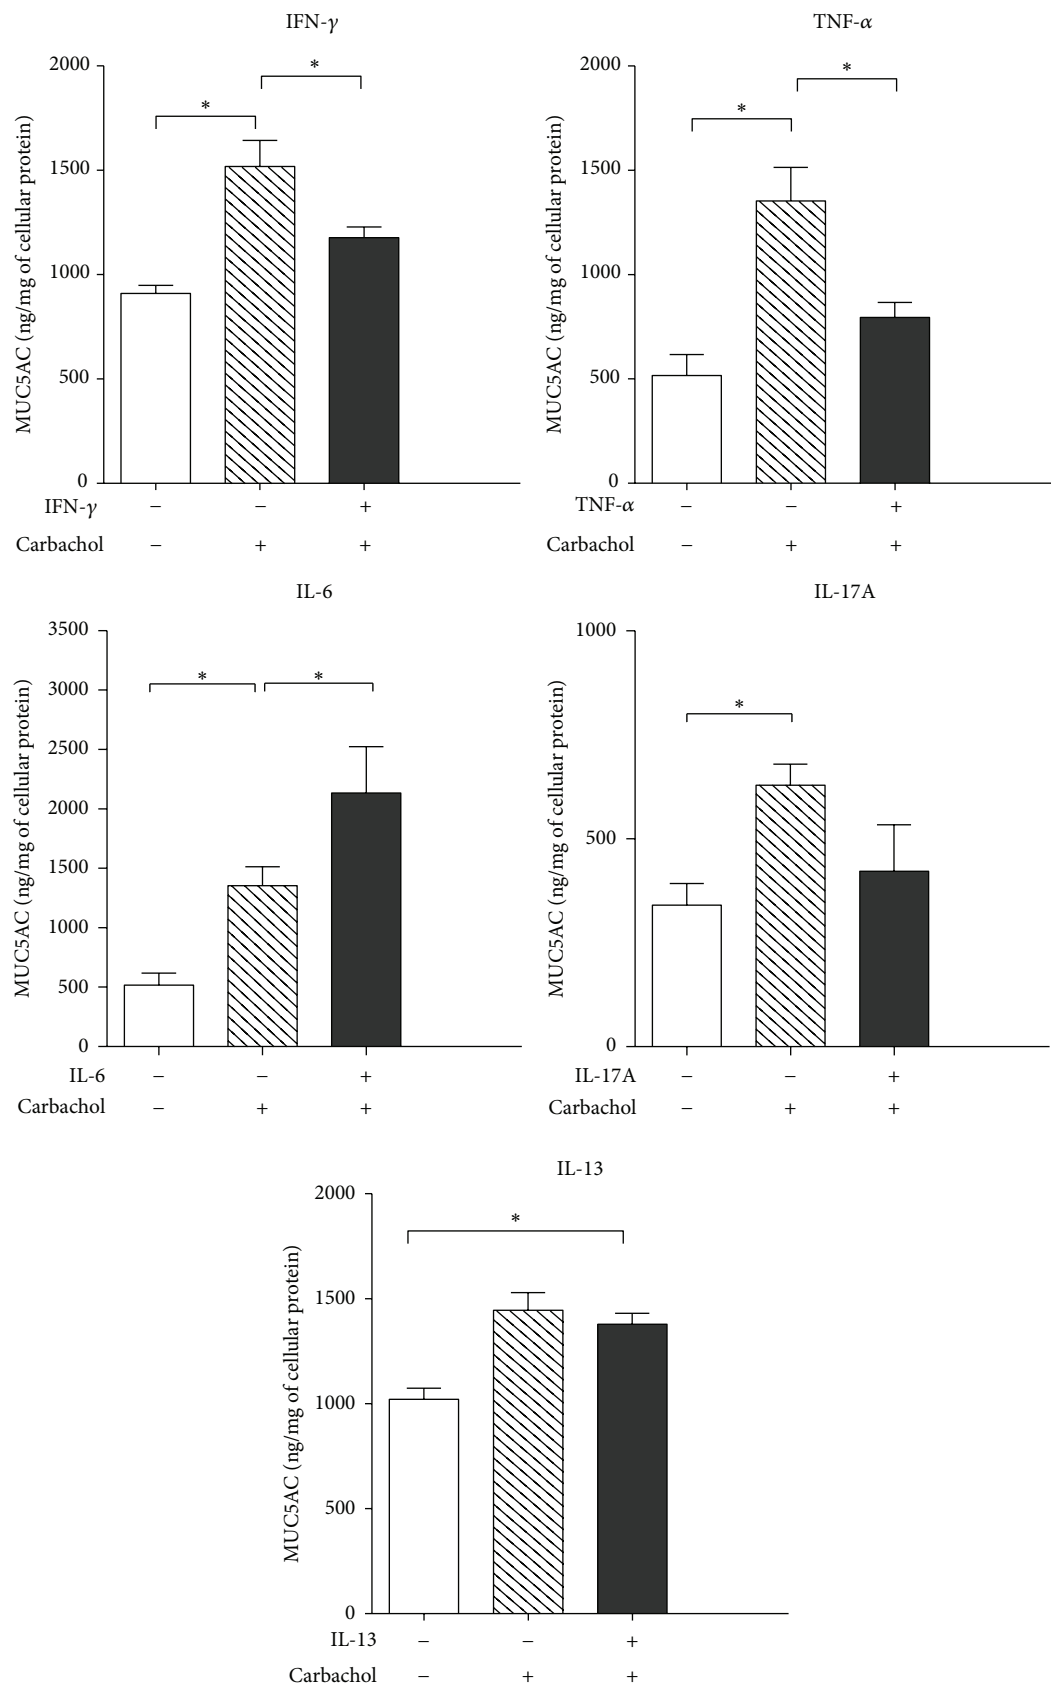 IFN-γ
MUC5AC (ng/mg of cellular protein)
2000
1500
1000
500
0
*
*
IFN-γ − − +
Carbachol − + +
TNF-α
MUC5AC (ng/mg of cellular protein)
2000
1500
1000
500
0
*
*
TNF-α − − +
Carbachol − + +
IL-6
MUC5AC (ng/mg of cellular protein)
3500
3000
2500
2000
1500
1000
500
0
*
*
IL-6 − − +
Carbachol − + +
IL-17A
MUC5AC (ng/mg of cellular protein)
1000
500
0
*
IL-17A − − +
Carbachol − + +
IL-13
MUC5AC (ng/mg of cellular protein)
2000
1500
1000
500
0
*
IL-13 − − +
Carbachol − + +